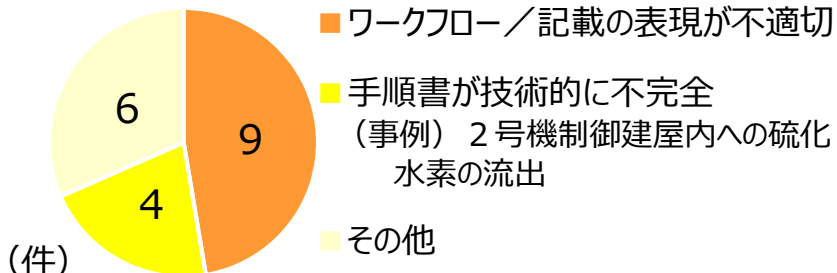 ワークフロー／記載の表現が不適切
手順書が技術的に不完全
（事例）２号機制御建屋内への硫化
水素の流出
その他
9
4
6
（件）